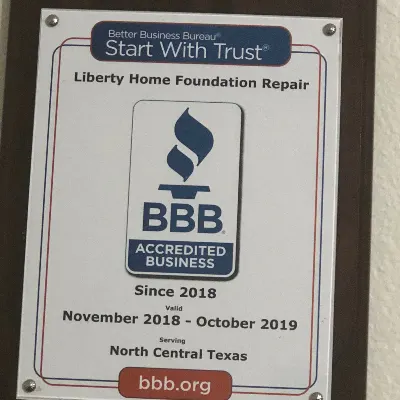 Better Business Bureau®
Start With Trust®
Liberty Home Foundation Repair
BBB®
ACCREDITED
BUSINESS
Since 2018
Valid
November 2018 - October 2019
Serving
North Central Texas
bbb.org